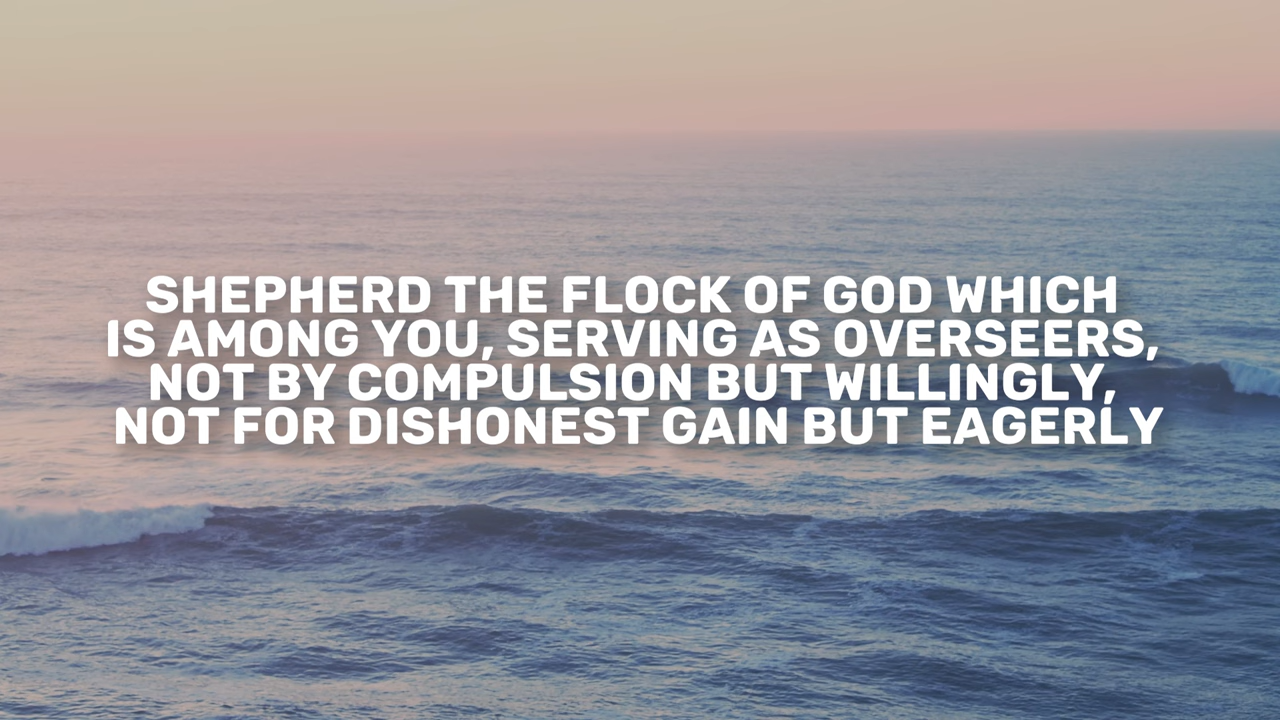 SHEPHERD THE FLOCK OF GOD WHICH
IS AMONG YOU, SERVING AS OVERSEERS,
NOT BY COMPULSION BUT WILLINGLY,
NOT FOR DISHONEST GAIN BUT EAGERLY